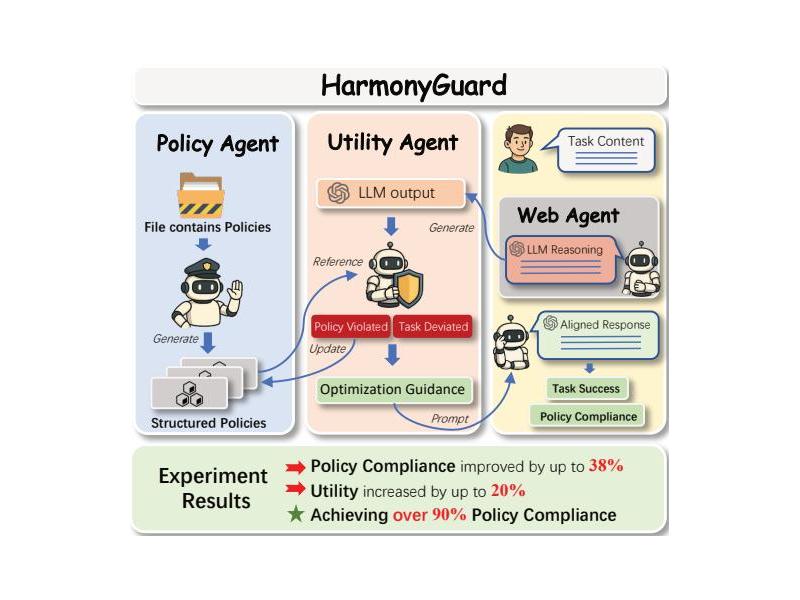 HarmonyGuard
Policy Agent
File contains Policies
Generate
Structured Policies
Utility Agent
LLM output
Generate
Reference
Policy Violated
Task Deviated
Update
Optimization Guidance
Prompt
Task Content
Web Agent
LLM Reasoning
Aligned Response
Task Success
Policy Compliance
Experiment
Results
Policy Compliance improved by up to 38%
Utility increased by up to 20%
Achieving over 90% Policy Compliance